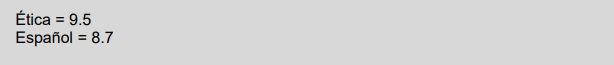 Ética = 9.5
Español = 8.7